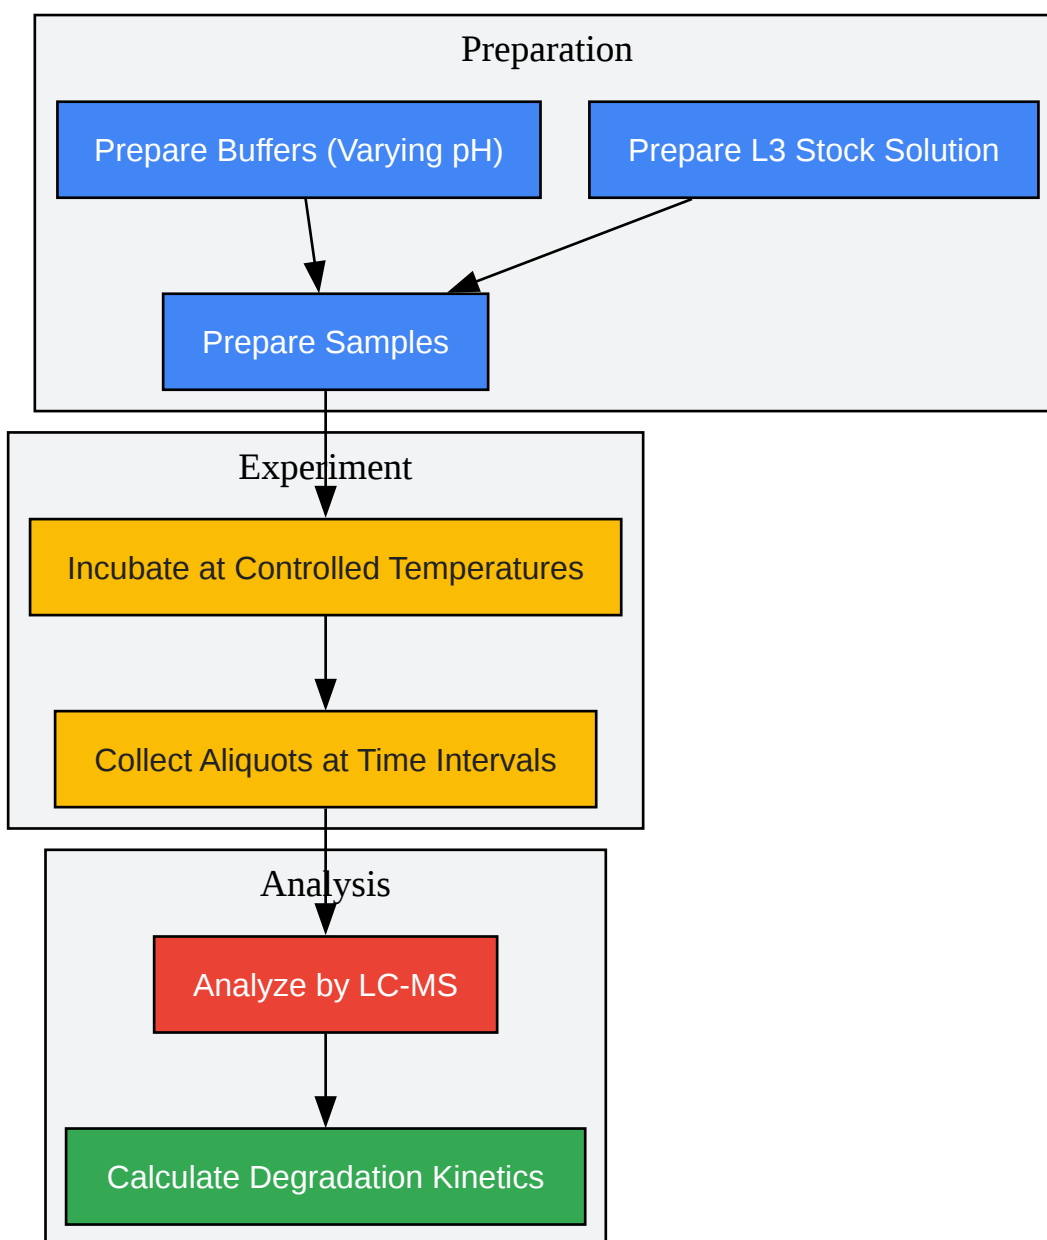 Preparation
Prepare Buffers (Varying pH)
Prepare L3 Stock Solution
Prepare Samples
Experiment
Incubate at Controlled Temperatures
Collect Aliquots at Time Intervals
Analysis
Analyze by LC-MS
Calculate Degradation Kinetics